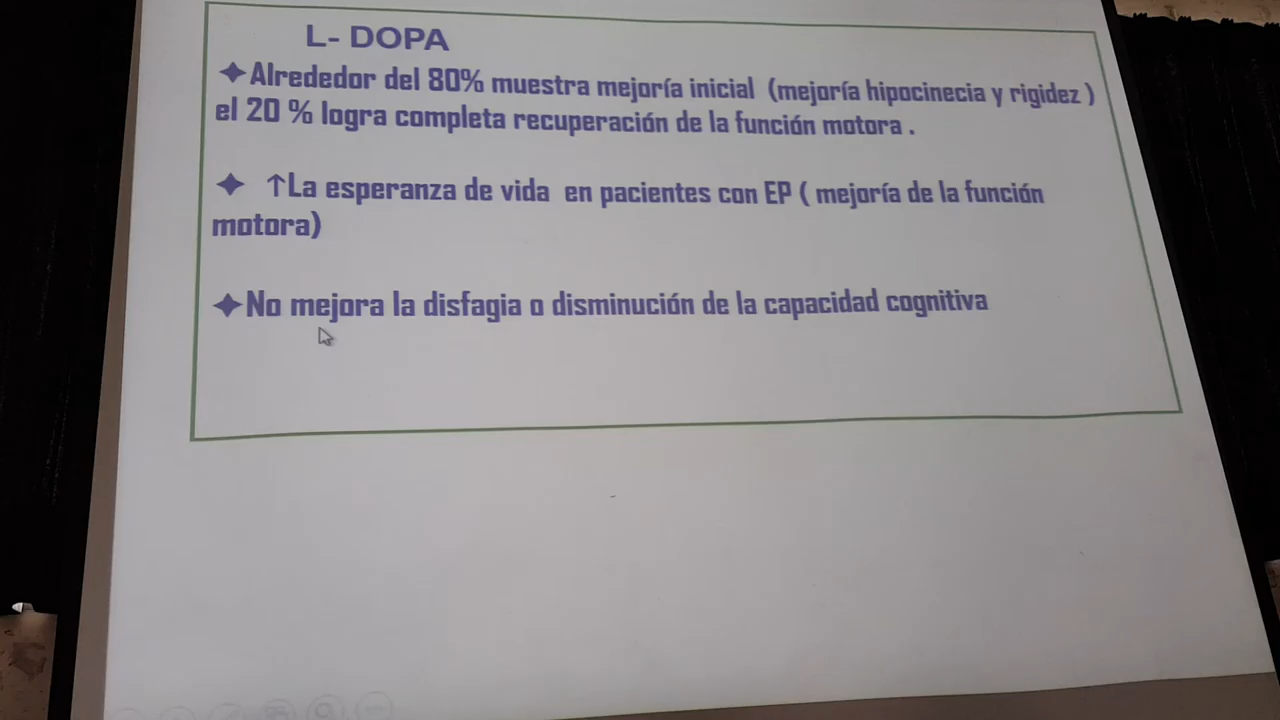 L- DOPA
✦Alrededor del 80% muestra mejoría inicial (mejoría hipocinecia y rigidez )
el 20 % logra completa recuperación de la función motora .
✦ ↑La esperanza de vida en pacientes con EP ( mejoría de la función
motora)
✦No mejora la disfagia o disminución de la capacidad cognitiva